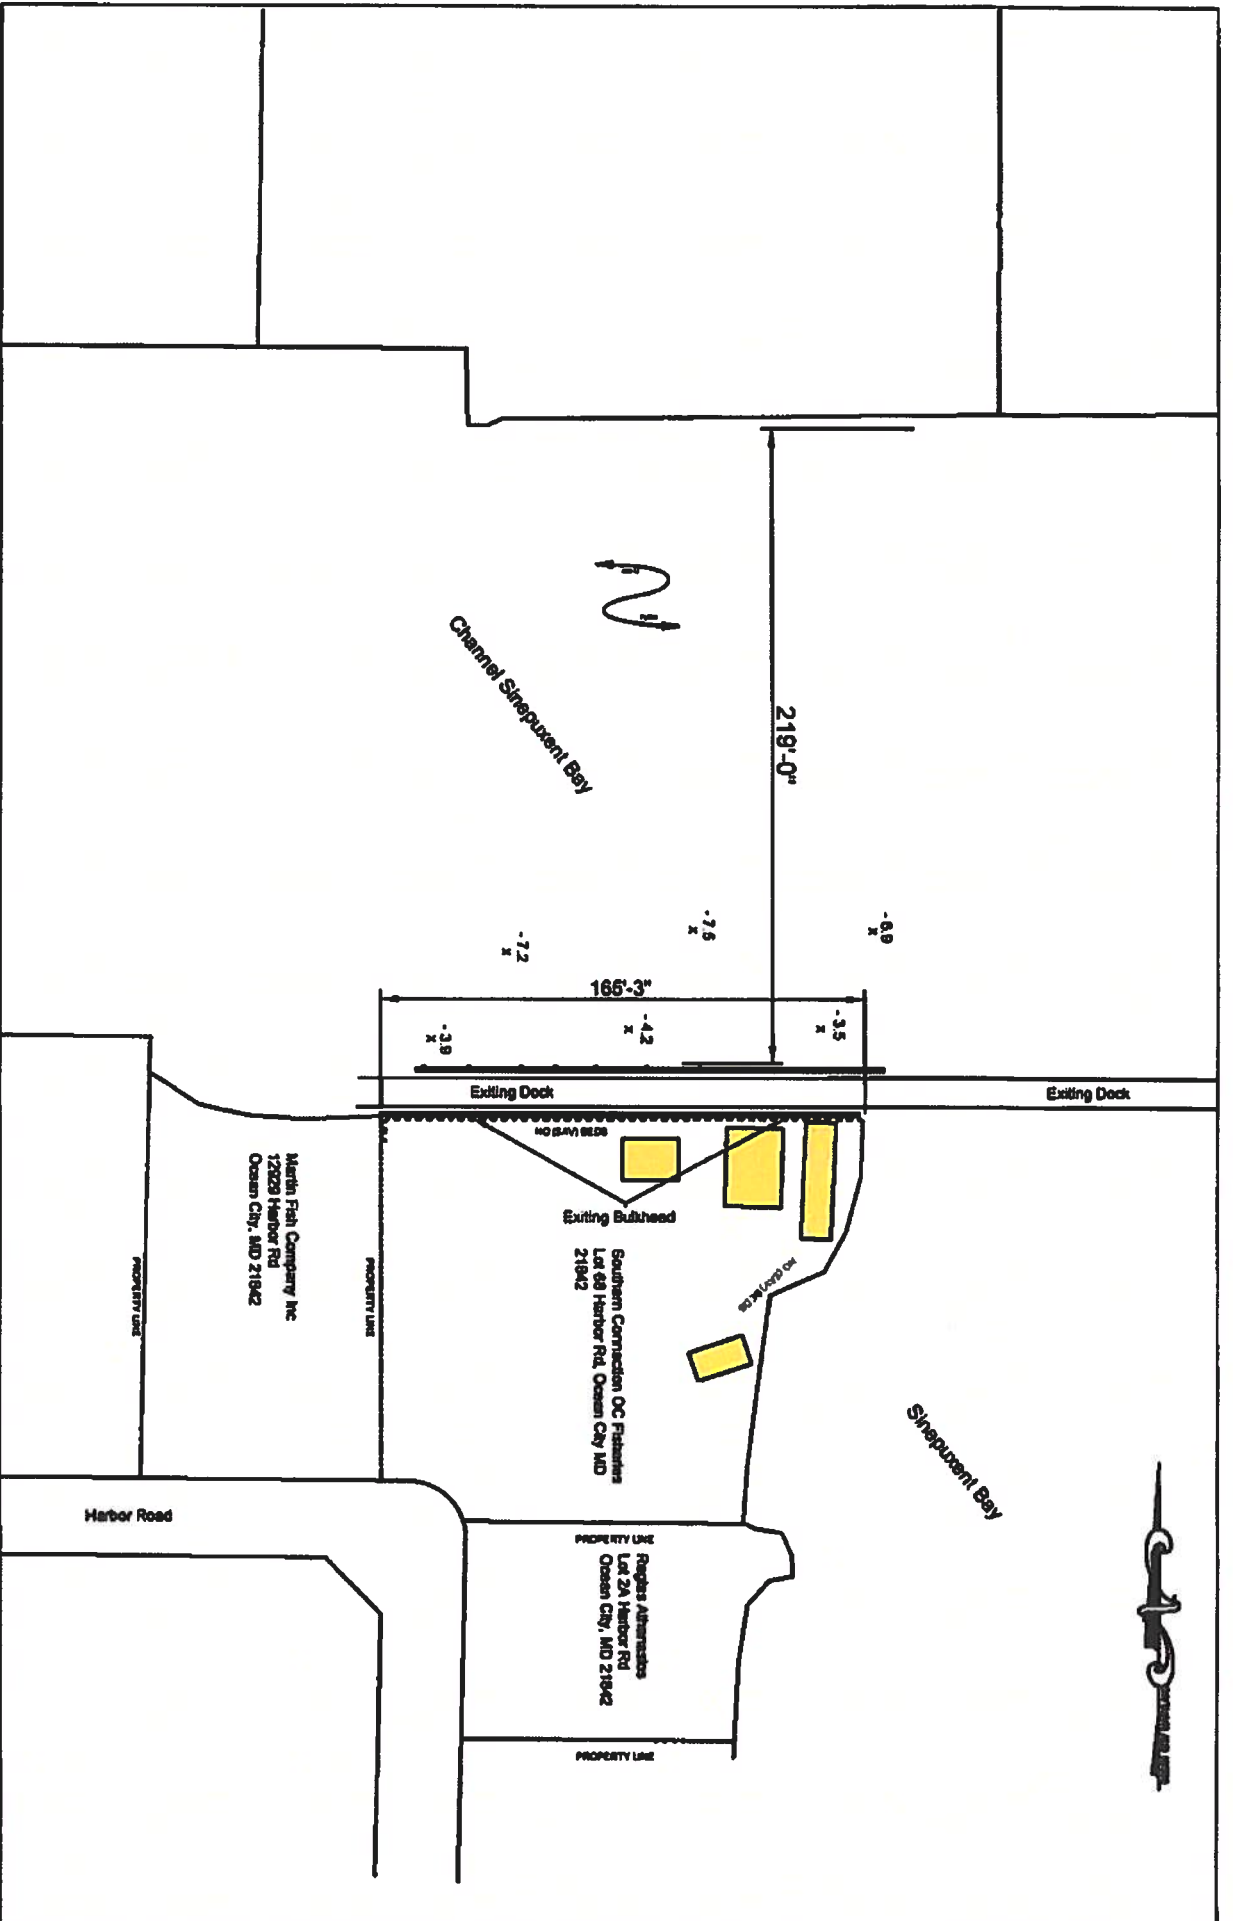 219'-0"
Channel Sinepuxent Bay
- 6.9
x
- 7.5
x
- 7.2
x
165'-3"
- 3.5
x
- 4.2
x
- 3.9
x
Exiting Dock
Exiting Dock
NO (SAV) BEDS
Exiting Bulkhead
NO (SAV) BEDS
Southern Connection OC Fisheries
Lot 68 Harbor Rd, Ocean City MD
21842
Martin Fish Company Inc
12929 Harbor Rd
Ocean City, MD 21842
PROPERTY LINE
PROPERTY LINE
Sinepuxent Bay
Harbor Road
PROPERTY LINE
Lot 2A Harbor Rd
Ocean City, MD 21842
PROPERTY LINE